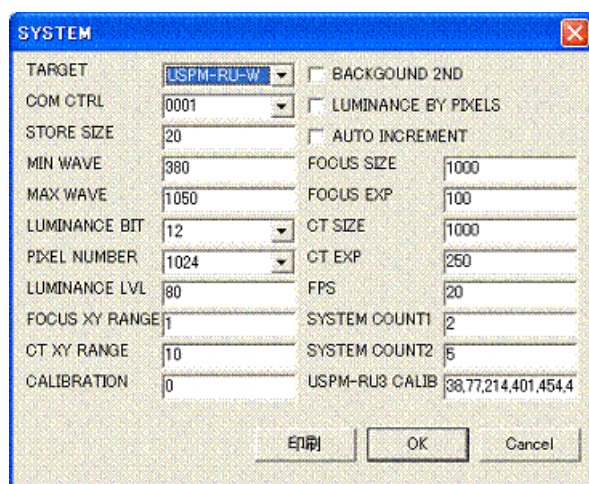 SYSTEM
TARGET USPM-RU-W BACKGOUND 2ND
COM CTRL 0001 LUMINANCE BY PIXELS
STORE SIZE 20 AUTO INCREMENT
MIN WAVE 380 FOCUS SIZE 1000
MAX WAVE 1050 FOCUS EXP 100
LUMINANCE BIT 12 CT SIZE 1000
PIXEL NUMBER 1024 CT EXP 250
LUMINANCE LVL 80 FPS 20
FOCUS XY RANGE 1 SYSTEM COUNT1 2
CT XY RANGE 10 SYSTEM COUNT2 5
CALIBRATION 0 USPM-RU3 CALIB 38,77,214,401,454,4
印刷 OK Cancel